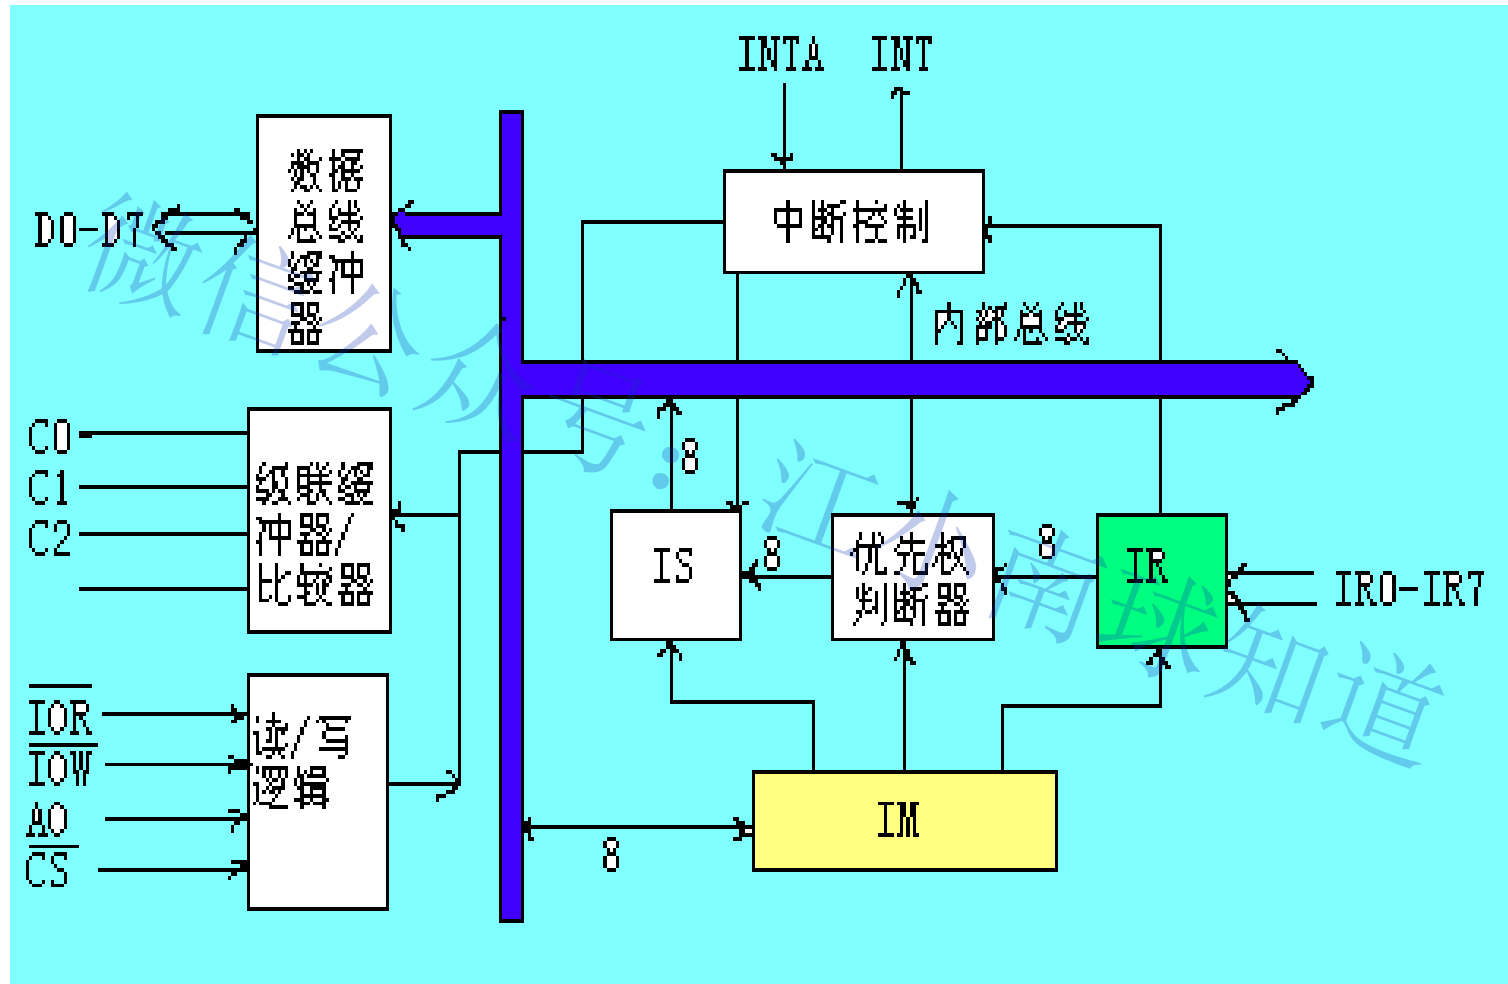 INTA INT
数据
总线
缓冲
器
D0-D7
中断控制
内部总线
C0
C1
C2
级联缓
冲器/
比较器
8
IS
8
优先权
判断器
8
IR
IR0-IR7
IOR
IOW
A0
CS
读/写
逻辑
IM
8
微信公众号：江小南球知道